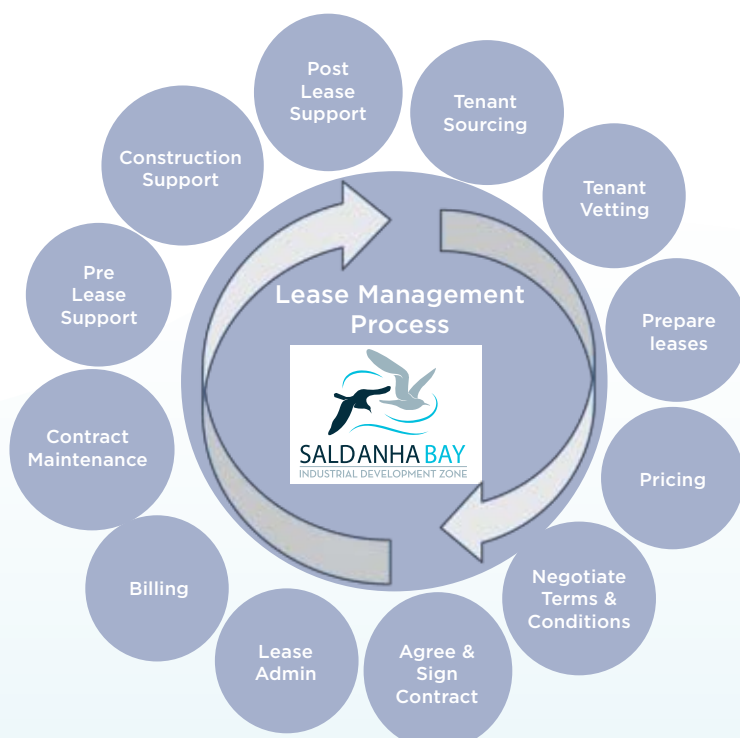 Post
Lease
Support
Tenant
Sourcing
Tenant
Vetting
Prepare
leases
Pricing
Negotiate
Terms &
Conditions
Agree &
Sign
Contract
Lease
Admin
Billing
Contract
Maintenance
Pre
Lease
Support
Construction
Support
Lease Management
Process
SALDANHA BAY
INDUSTRIAL DEVELOPMENT ZONE